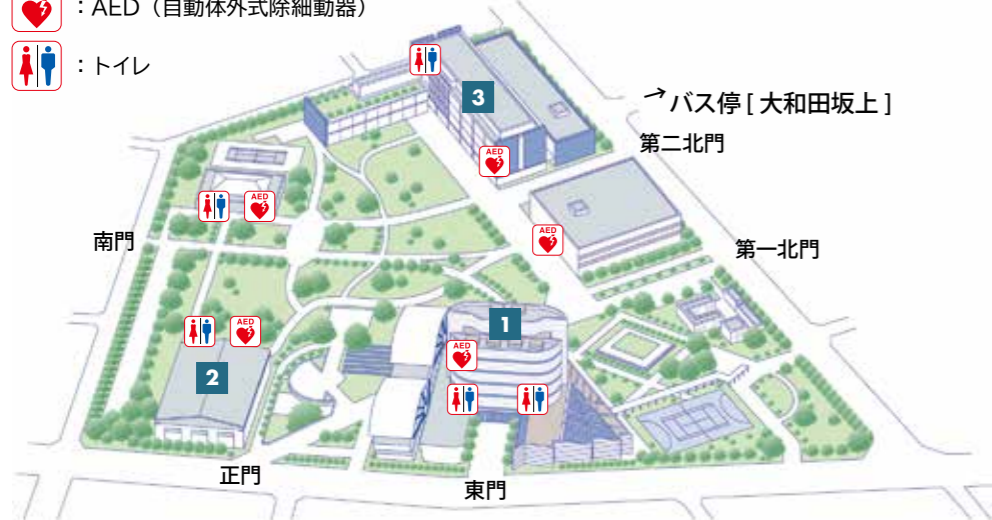 ：AED（自動体外式除細動器）
：トイレ
3
→バス停 [ 大和田坂上 ]
第二北門
AED
AED
AED
南門
第一北門
1
AED
AED
2
正門
東門